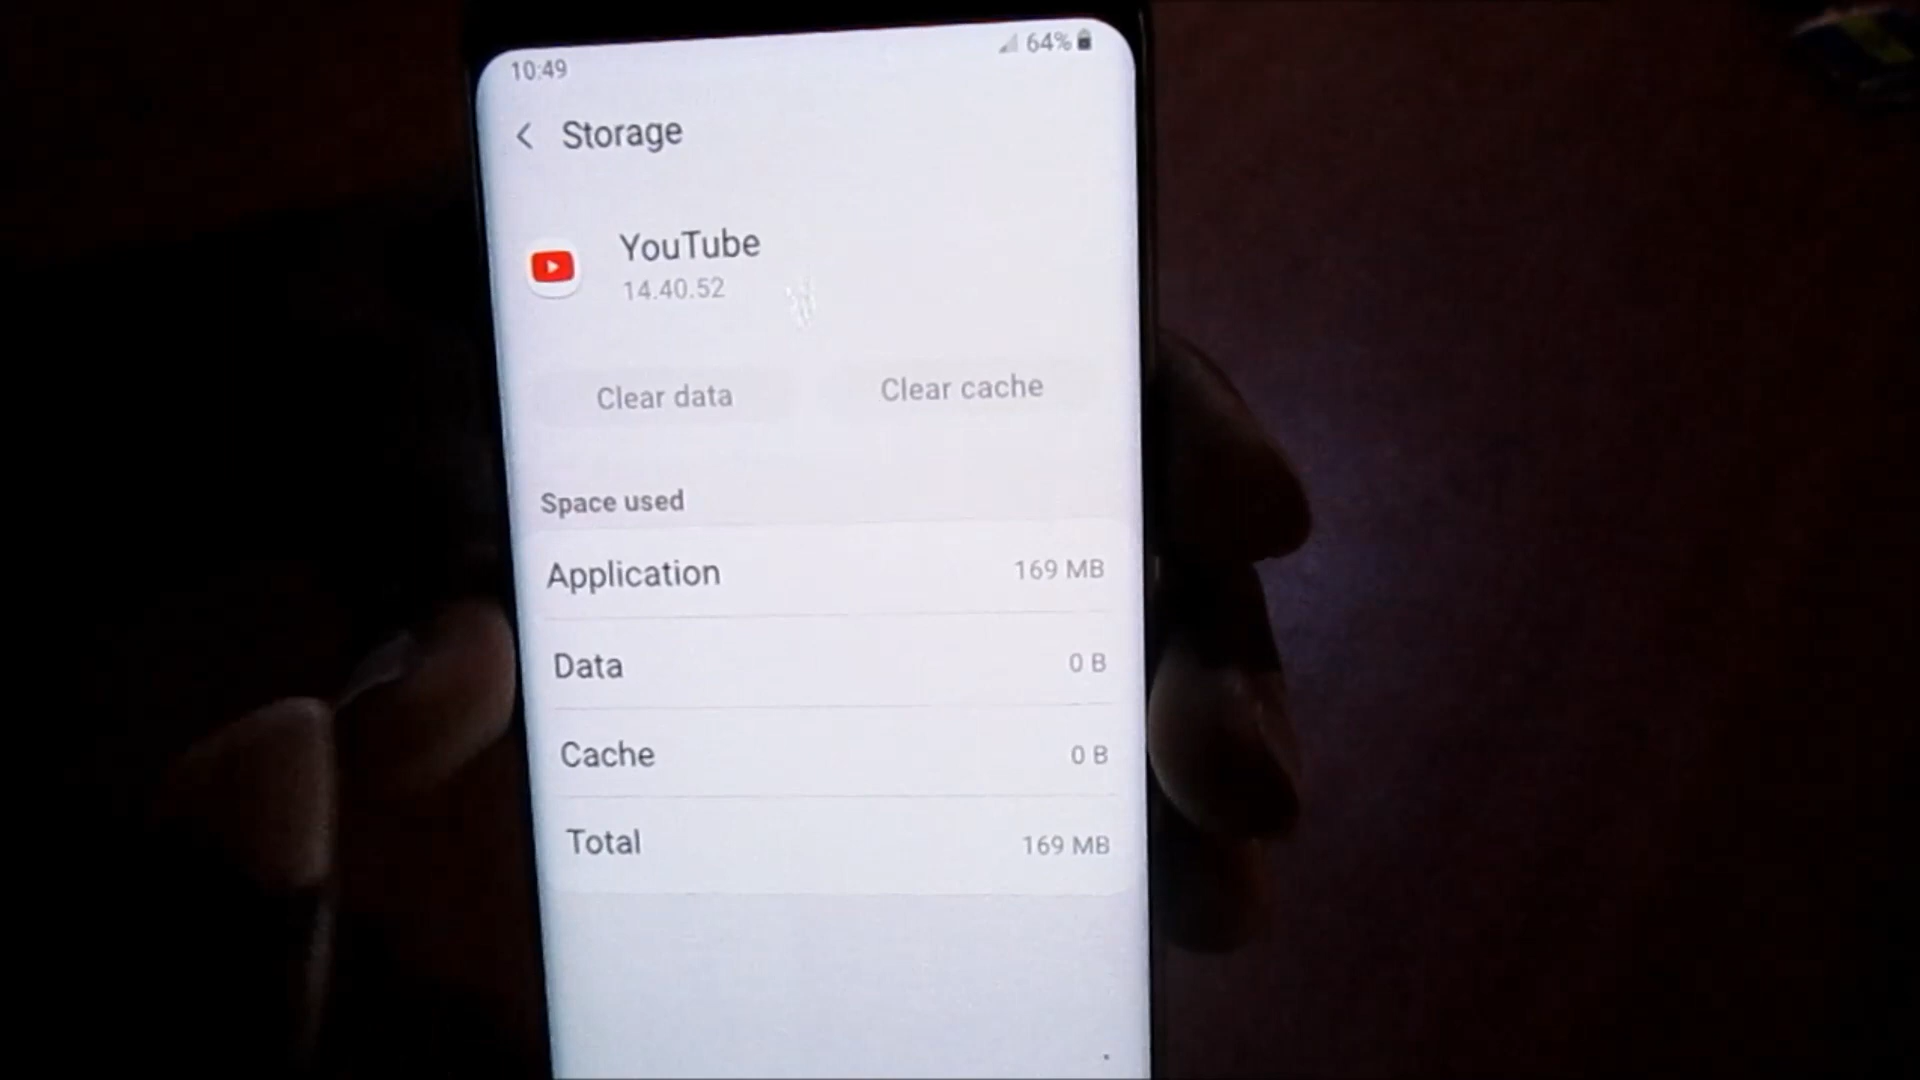 10:49 64%
Storage
YouTube
14.40.52
Clear data Clear cache
Space used
Application 169 MB
Data 0 B
Cache 0 B
Total 169 MB